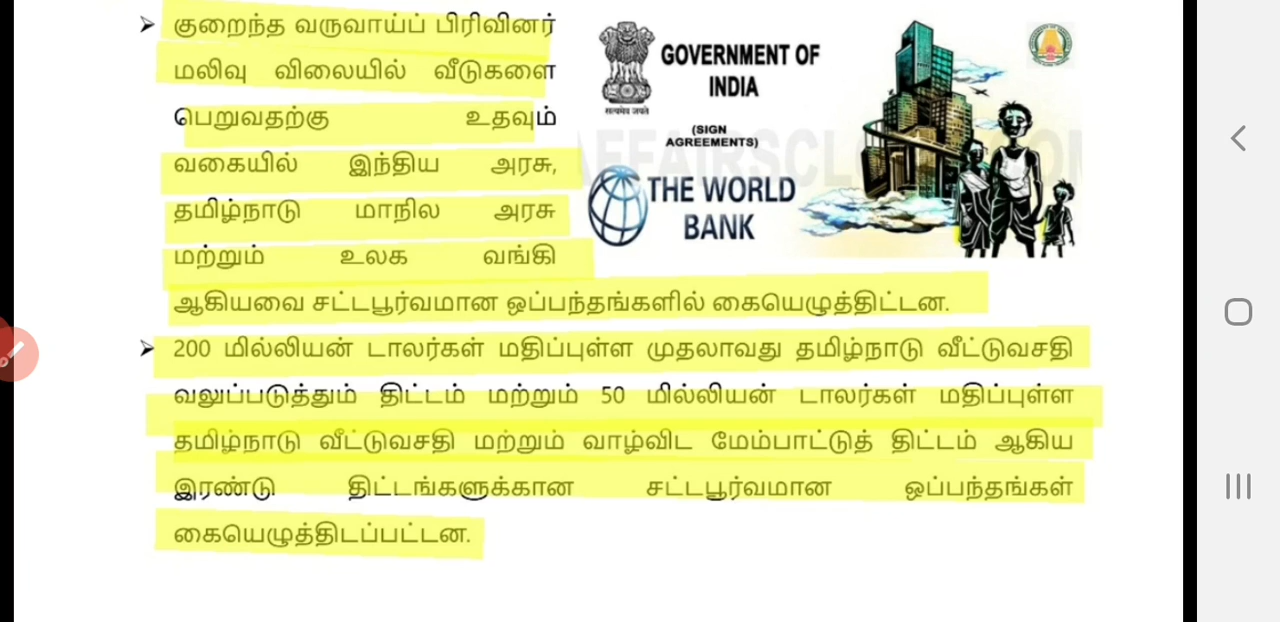 ➤ குறைந்த வருவாய்ப் பிரிவினர்
மலிவு விலையில் வீடுகளை
பெறுவதற்கு உதவும்
வகையில் இந்திய அரசு,
தமிழ்நாடு மாநில அரசு
மற்றும் உலக வங்கி
ஆகியவை சட்டபூர்வமான ஒப்பந்தங்களில் கையெழுத்திட்டன.
GOVERNMENT OF
INDIA
सत्यमेव जयते
(SIGN
AGREEMENTS)
THE WORLD
BANK
➤ 200 மில்லியன் டாலர்கள் மதிப்புள்ள முதலாவது தமிழ்நாடு வீட்டுவசதி
வலுப்படுத்தும் திட்டம் மற்றும் 50 மில்லியன் டாலர்கள் மதிப்புள்ள
தமிழ்நாடு வீட்டுவசதி மற்றும் வாழ்விட மேம்பாட்டுத் திட்டம் ஆகிய
இரண்டு திட்டங்களுக்கான சட்டபூர்வமான ஒப்பந்தங்கள்
கையெழுத்திடப்பட்டன.